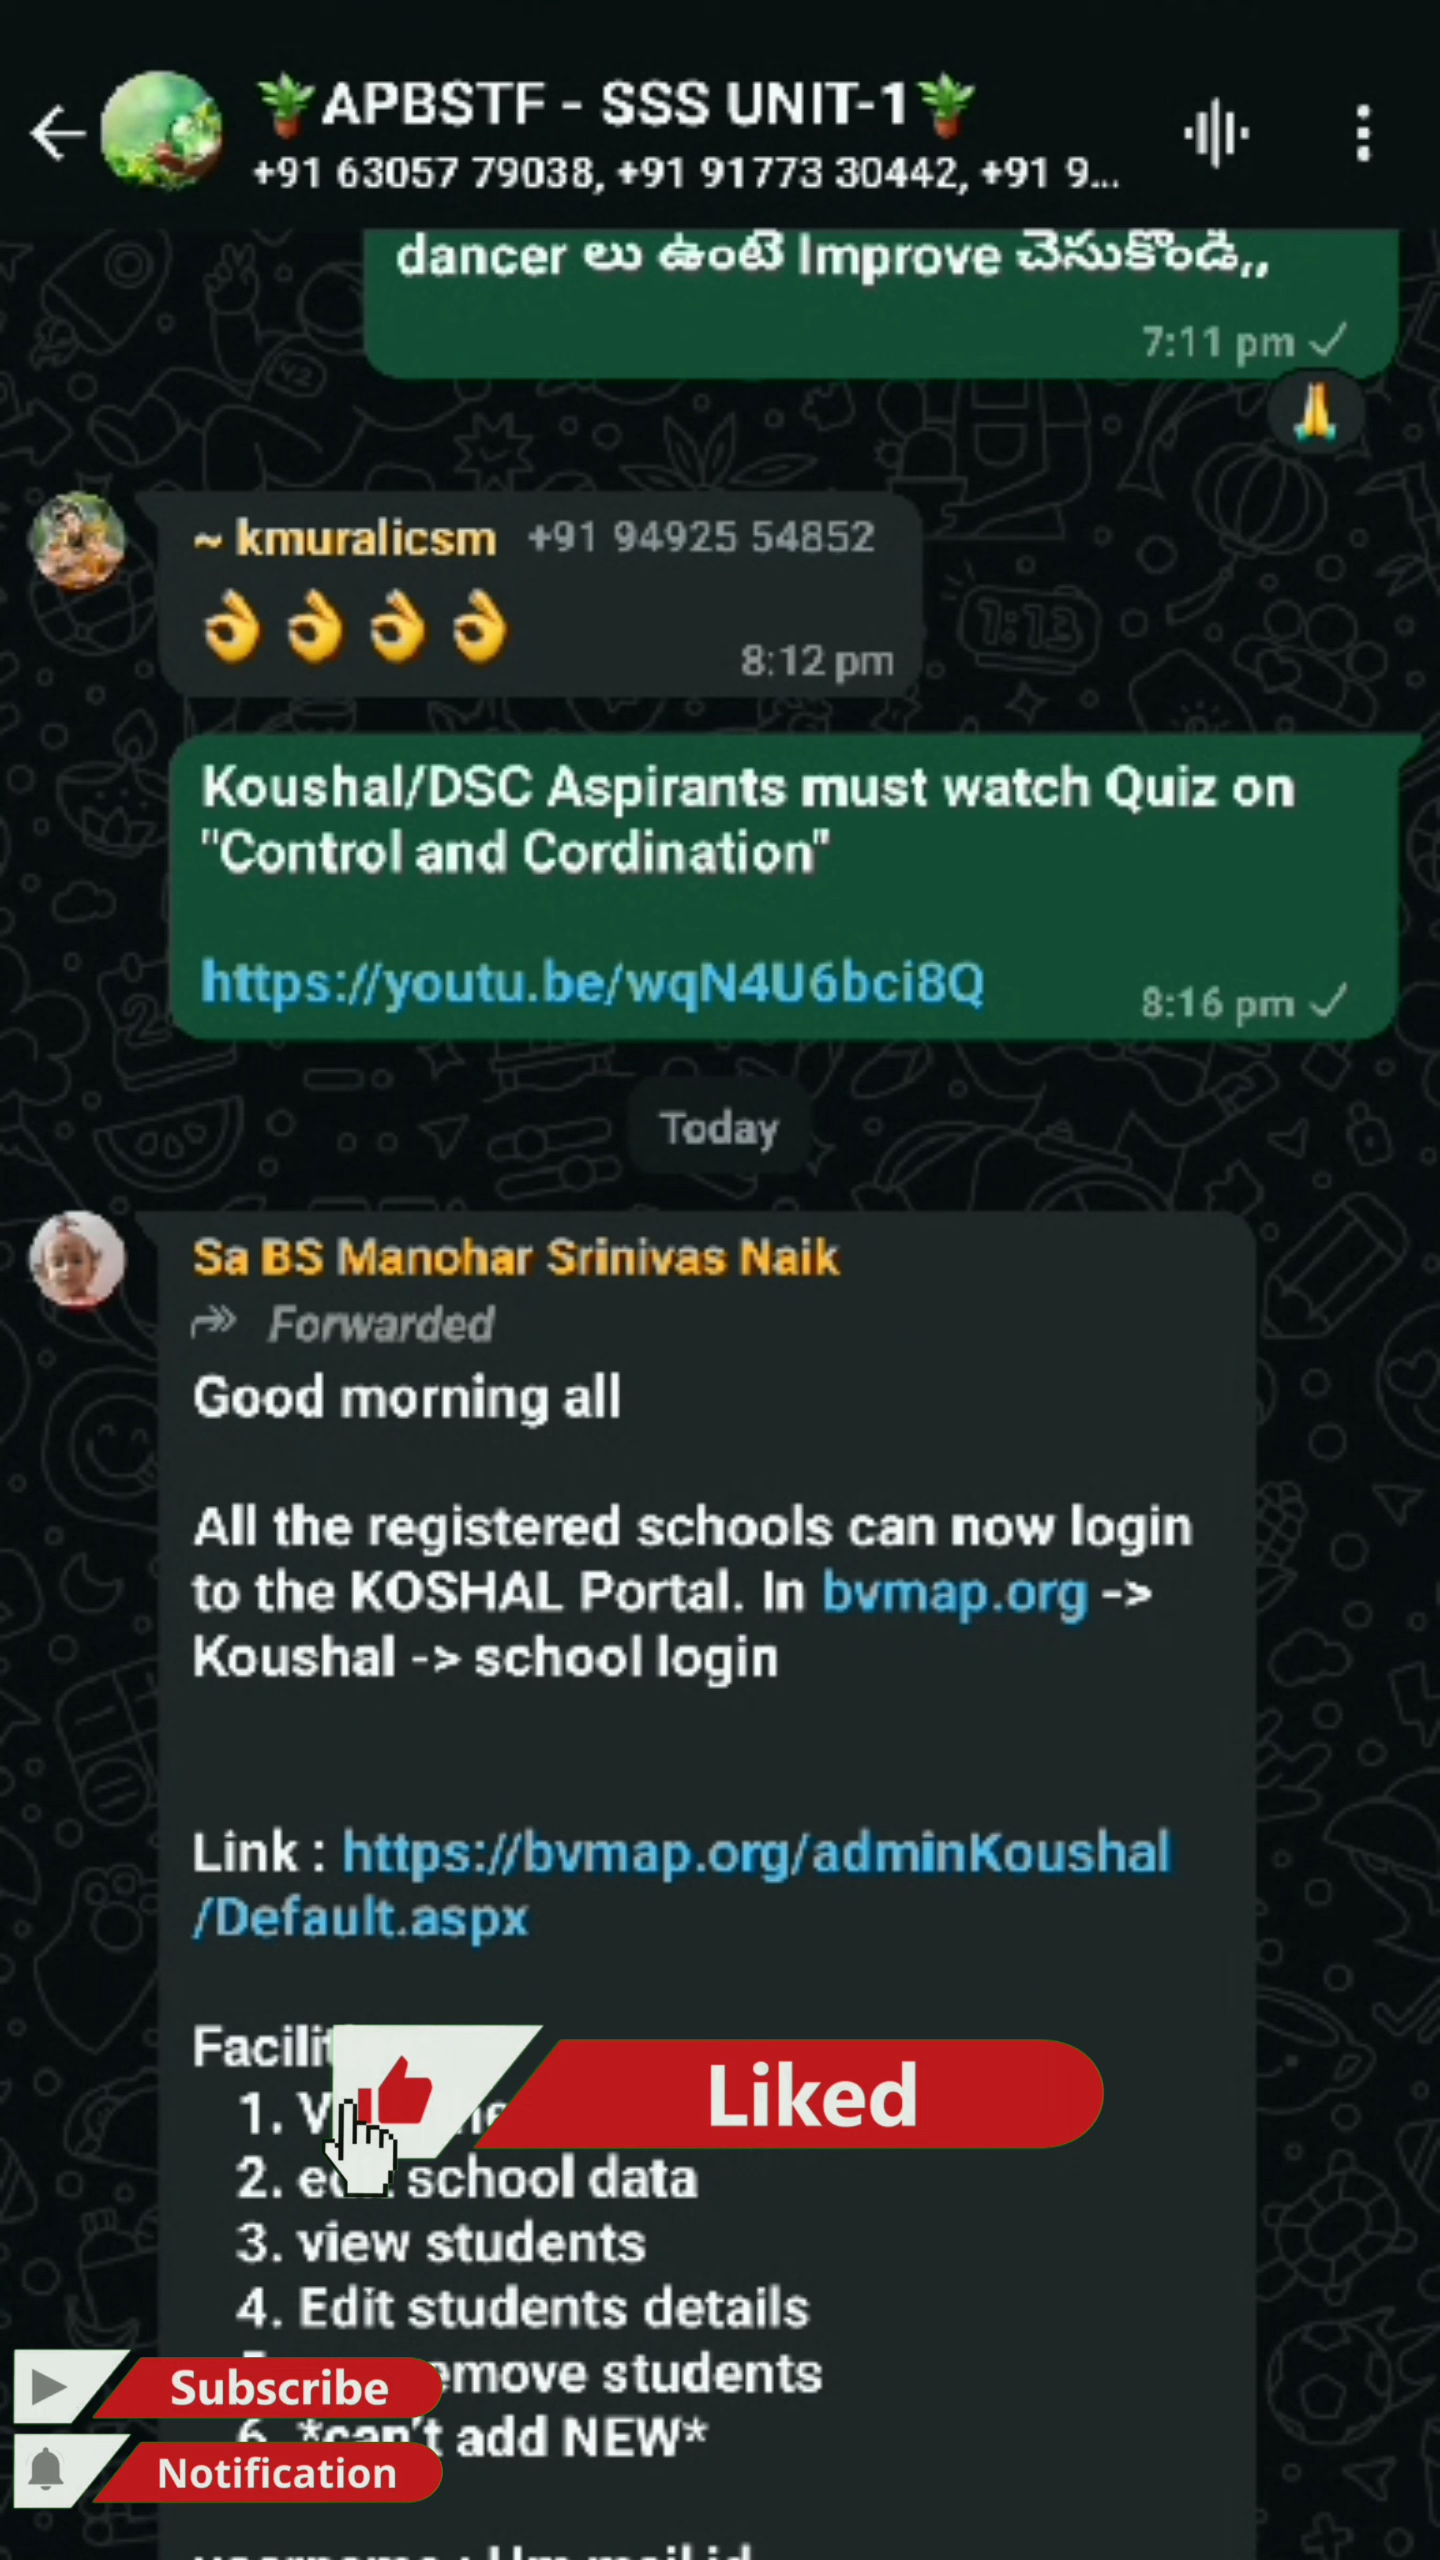 🪴APBSTF - SSS UNIT-1🪴
+91 63057 79038, +91 91773 30442, +91 9...
dancer లు ఉంటే Improve చేసుకోండి,,
7:11 pm
~ kmuralicsm +91 94925 54852
👌👌👌👌
8:12 pm
Koushal/DSC Aspirants must watch Quiz on
"Control and Cordination"
https://youtu.be/wqN4U6bci8Q
8:16 pm
Today
Sa BS Manohar Srinivas Naik
Forwarded
Good morning all
All the registered schools can now login
to the KOSHAL Portal. In bvmap.org ->
Koushal -> school login
Link : https://bvmap.org/adminKoushal
/Default.aspx
Liked
1.
2. school data
3. view students
4. Edit students details
students
Subscribe
6. *can't add NEW*
Notification